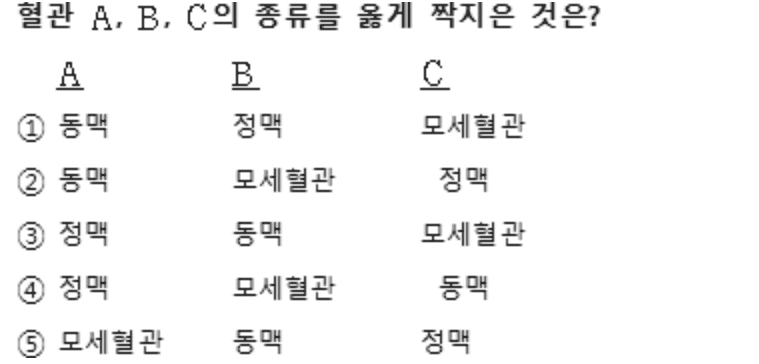 혈관 A, B, C의 종류를 옳게 짝지은 것은?
A B C
① 동맥 정맥 모세혈관
② 동맥 모세혈관 정맥
③ 정맥 동맥 모세혈관
④ 정맥 모세혈관 동맥
⑤ 모세혈관 동맥 정맥